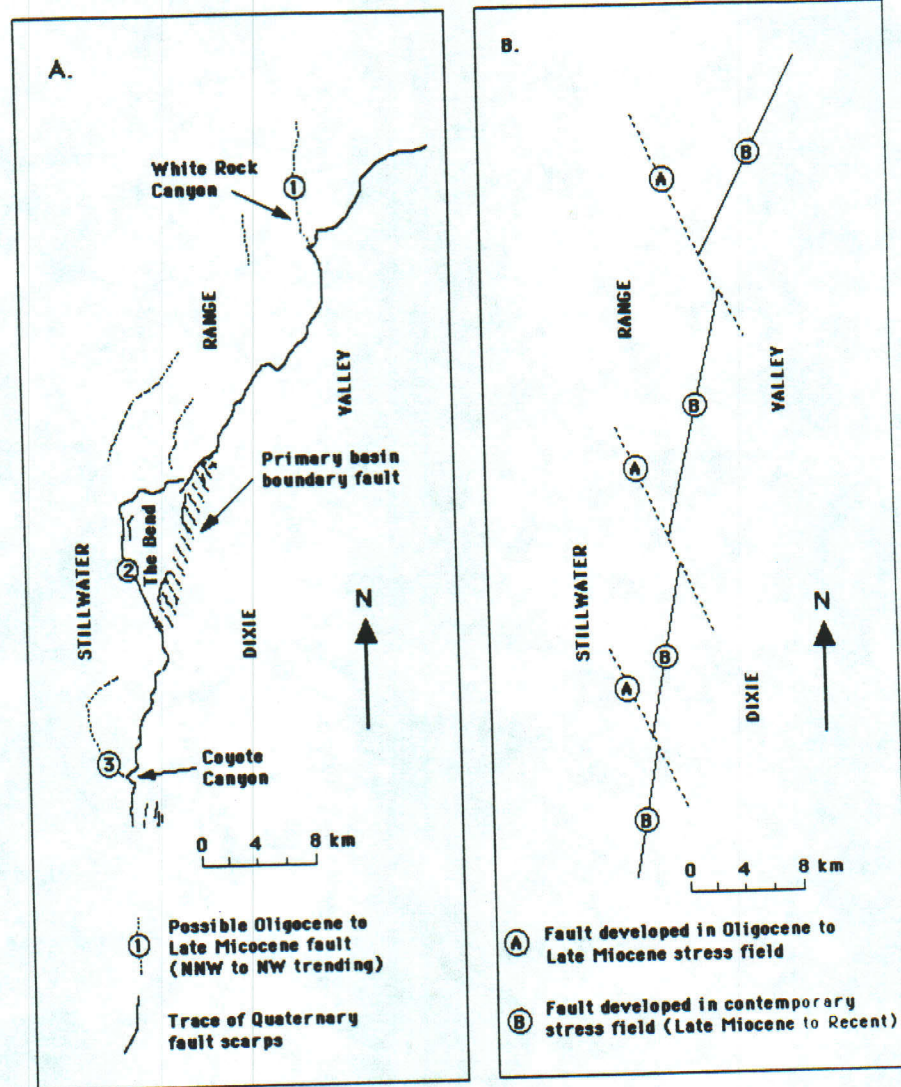 A.
White Rock
Canyon
1
RANGE
VALLEY
Primary basin
boundary fault
The Bend
2
STILLWATER
DIXIE
N
3
Coyote
Canyon
0 4 8 km
1
Possible Oligocene to
Late Micocene fault
(NNW to NW trending)
Trace of Quaternary
fault scarps
B.
B
A
RANGE
VALLEY
B
A
STILLWATER
N
B
A
DIXIE
B
0 4 8 km
A
Fault developed in Oligocene to
Late Miocene stress field
B
Fault developed in contemporary
stress field (Late Miocene to Recent)